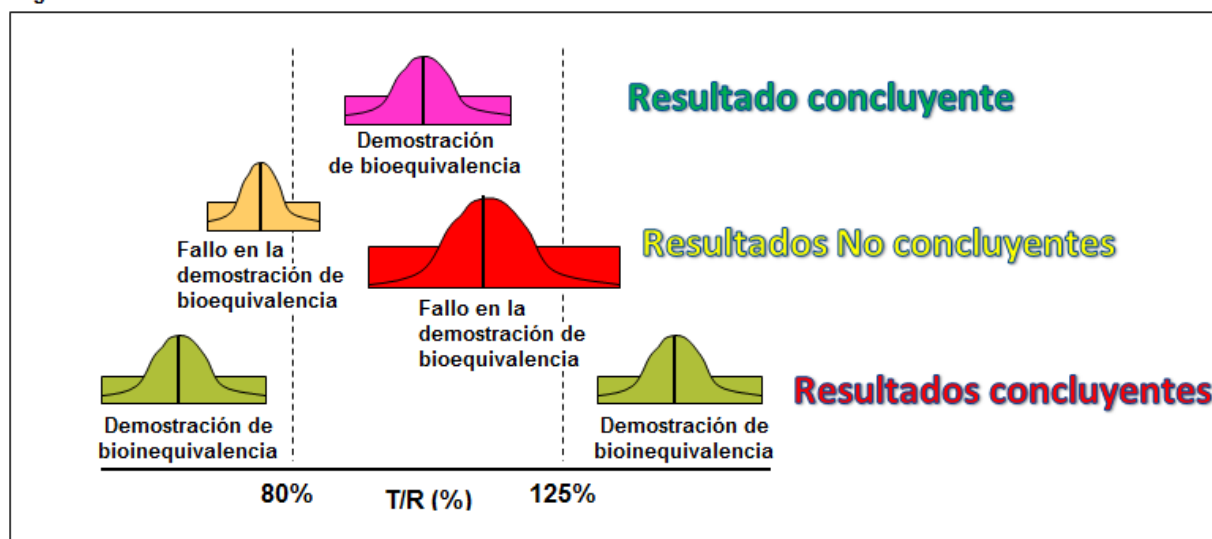 Resultado concluyente
Demostración
de bioequivalencia
Fallo en la
demostración de
bioequivalencia
Resultados No concluyentes
Fallo en la
demostración de
bioequivalencia
Resultados concluyentes
Demostración de
bioinequivalencia
Demostración de
bioinequivalencia
80%
T/R (%)
125%